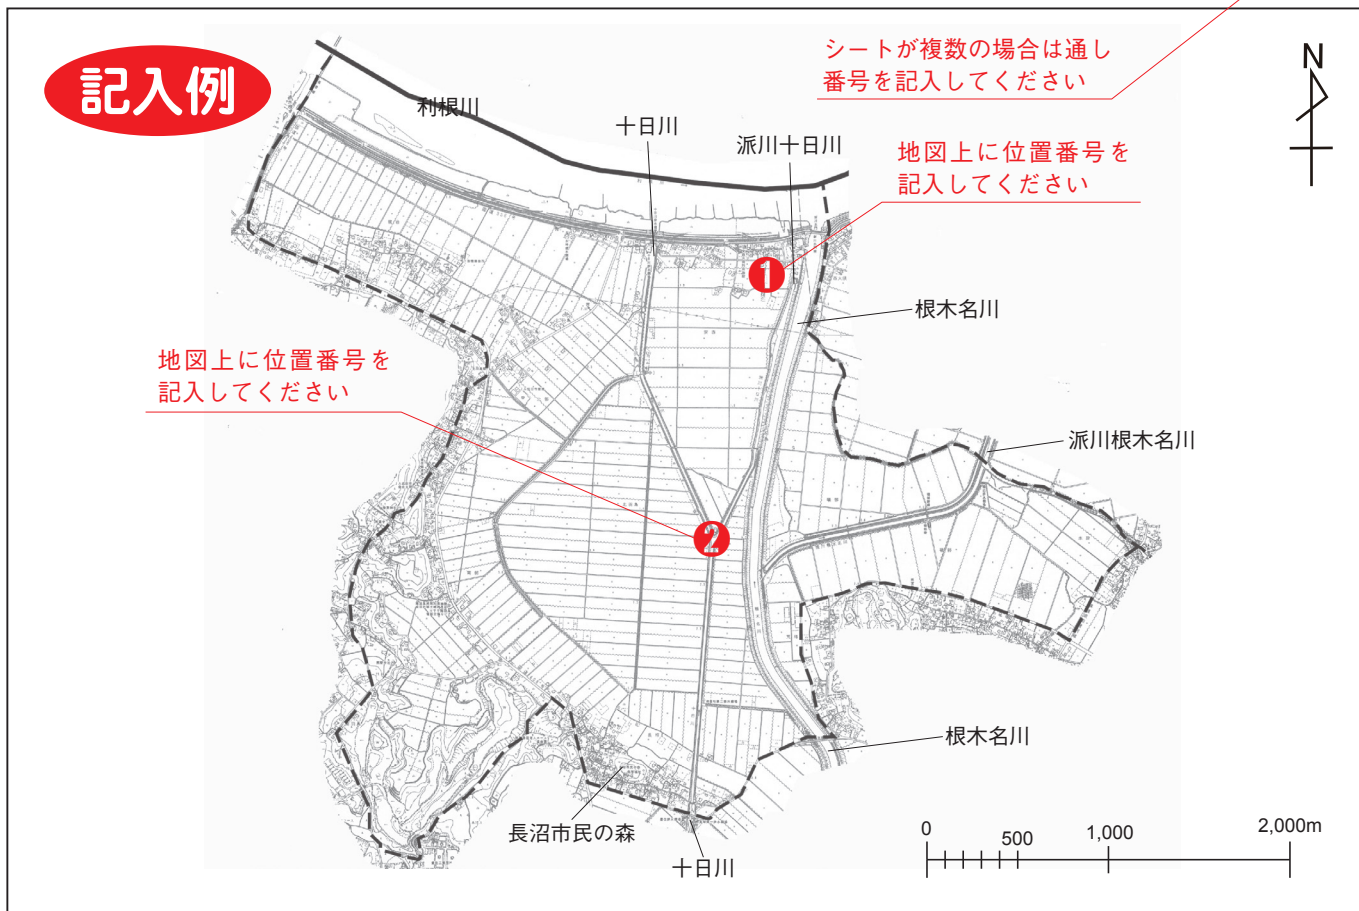 記入例
シートが複数の場合は通し
番号を記入してください
N
利根川
十日川
派川十日川
地図上に位置番号を
記入してください
1
根木名川
地図上に位置番号を
記入してください
派川根木名川
2
根木名川
長沼市民の森
十日川
0
500
1,000
2,000m